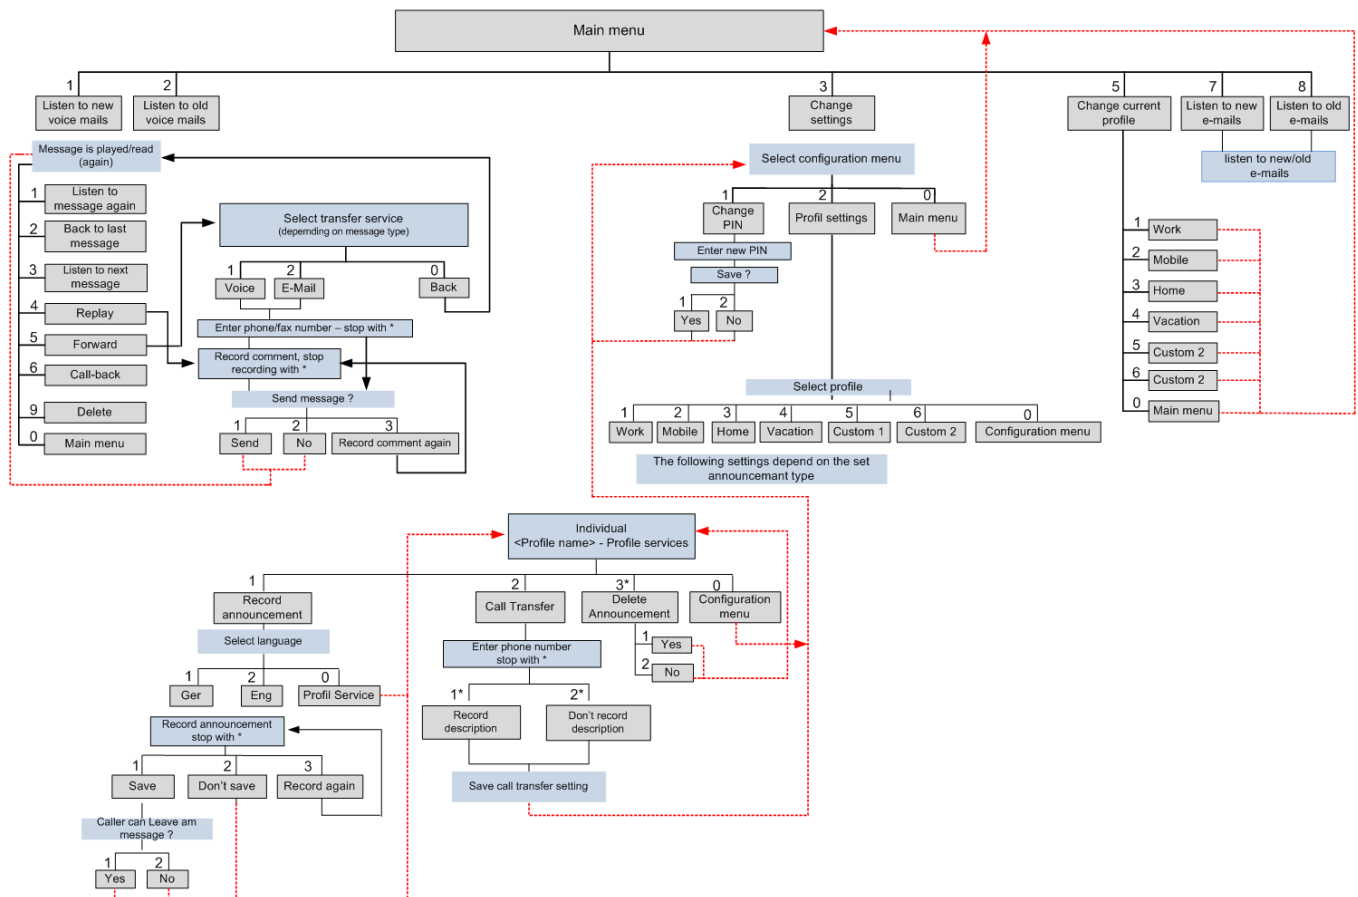 Main menu
1
2
3
5
7
8
Listen to new
voice mails
Listen to old
voice mails
Change
settings
Change current
profile
Listen to new
e-mails
Listen to old
e-mails
Message is played/read
(again)
1
Listen to
message again
2
Back to last
message
3
Listen to next
message
4
Replay
5
Forward
6
Call-back
9
Delete
0
Main menu
Select transfer service
(depemding on message type)
1
2
0
Voice
E-Mail
Back
Enter phone/fax number – stop with *
Record comment, stop
recording with *
Send message ?
1
2
3
Send
No
Record comment again
Select configuration menu
1
2
0
Change
PIN
Profil settings
Main menu
Enter new PIN
Save ?
1
2
Yes
No
Select profile
1
2
3
4
5
6
0
Work
Mobile
Home
Vacation
Custom 1
Custom 2
Configuration menu
The following settings depend on the set
announcemant type
listen to new/old
e-mails
1
Work
2
Mobile
3
Home
4
Vacation
5
Custom 2
6
Custom 2
0
Main menu
Individual
<Profile name> - Profile services
1
2
3*
0
Record
announcement
Call Transfer
Delete
Announcement
Configuration
menu
Select language
1
2
0
Ger
Eng
Profil Service
Record announcement
stop with *
1
2
3
Save
Don't save
Record again
Caller can Leave am
message ?
1
2
Yes
No
Enter phone number
stop with *
1*
2*
Record
description
Don't record
description
Save call transfer setting
1
Yes
2
No